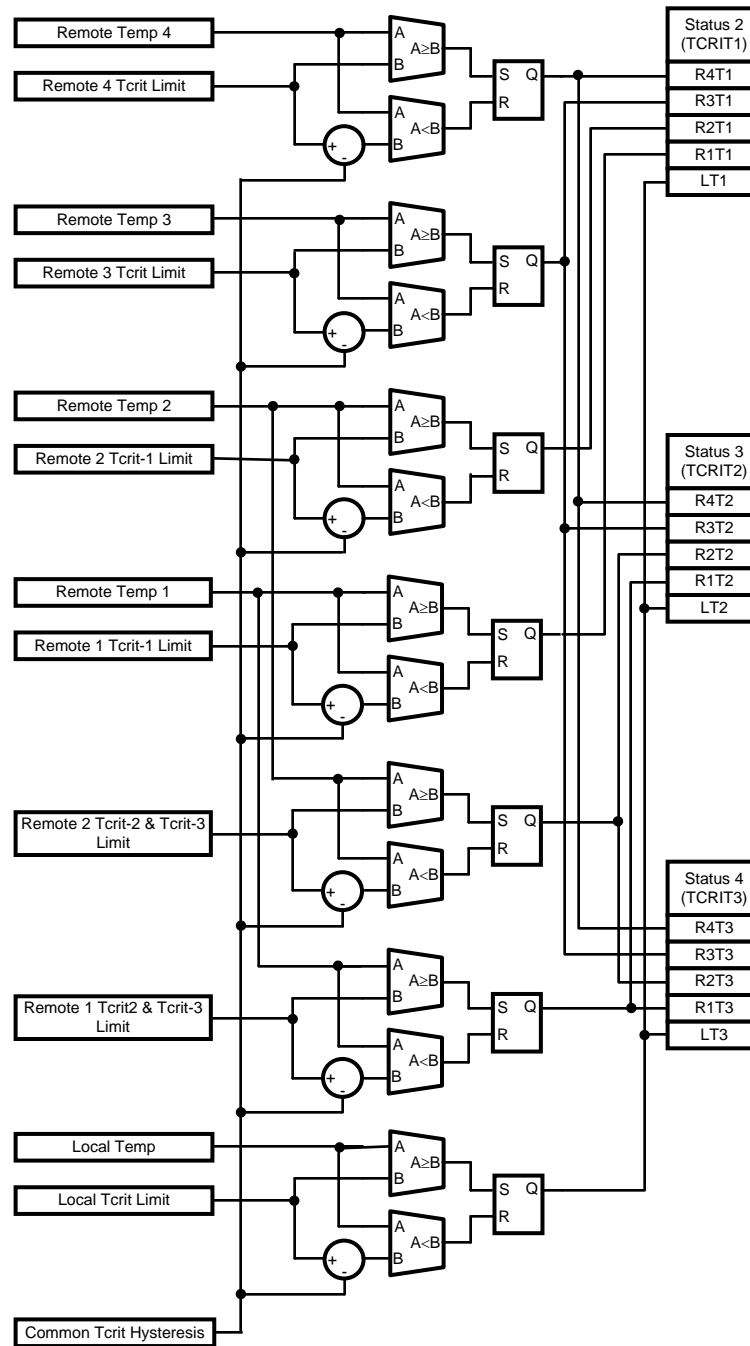 Remote Temp 4
Remote 4 Tcrit Limit
A
B
A≥B
A
B
A<B
+
-
S Q
R
Status 2
(TCRIT1)
R4T1
R3T1
R2T1
R1T1
LT1
Remote Temp 3
Remote 3 Tcrit Limit
A
B
A≥B
A
B
A<B
+
-
S Q
R
Remote Temp 2
Remote 2 Tcrit-1 Limit
A
B
A≥B
A
B
A<B
+
-
S Q
R
Status 3
(TCRIT2)
R4T2
R3T2
R2T2
R1T2
LT2
Remote Temp 1
Remote 1 Tcrit-1 Limit
A
B
A≥B
A
B
A<B
+
-
S Q
R
Remote 2 Tcrit-2 & Tcrit-3
Limit
A
B
A≥B
A
B
A<B
+
-
S Q
R
Status 4
(TCRIT3)
R4T3
R3T3
R2T3
R1T3
LT3
Remote 1 Tcrit2 & Tcrit-3
Limit
A
B
A≥B
A
B
A<B
+
-
S Q
R
Local Temp
Local Tcrit Limit
A
B
A≥B
A
B
A<B
+
-
S Q
R
Common Tcrit Hysteresis